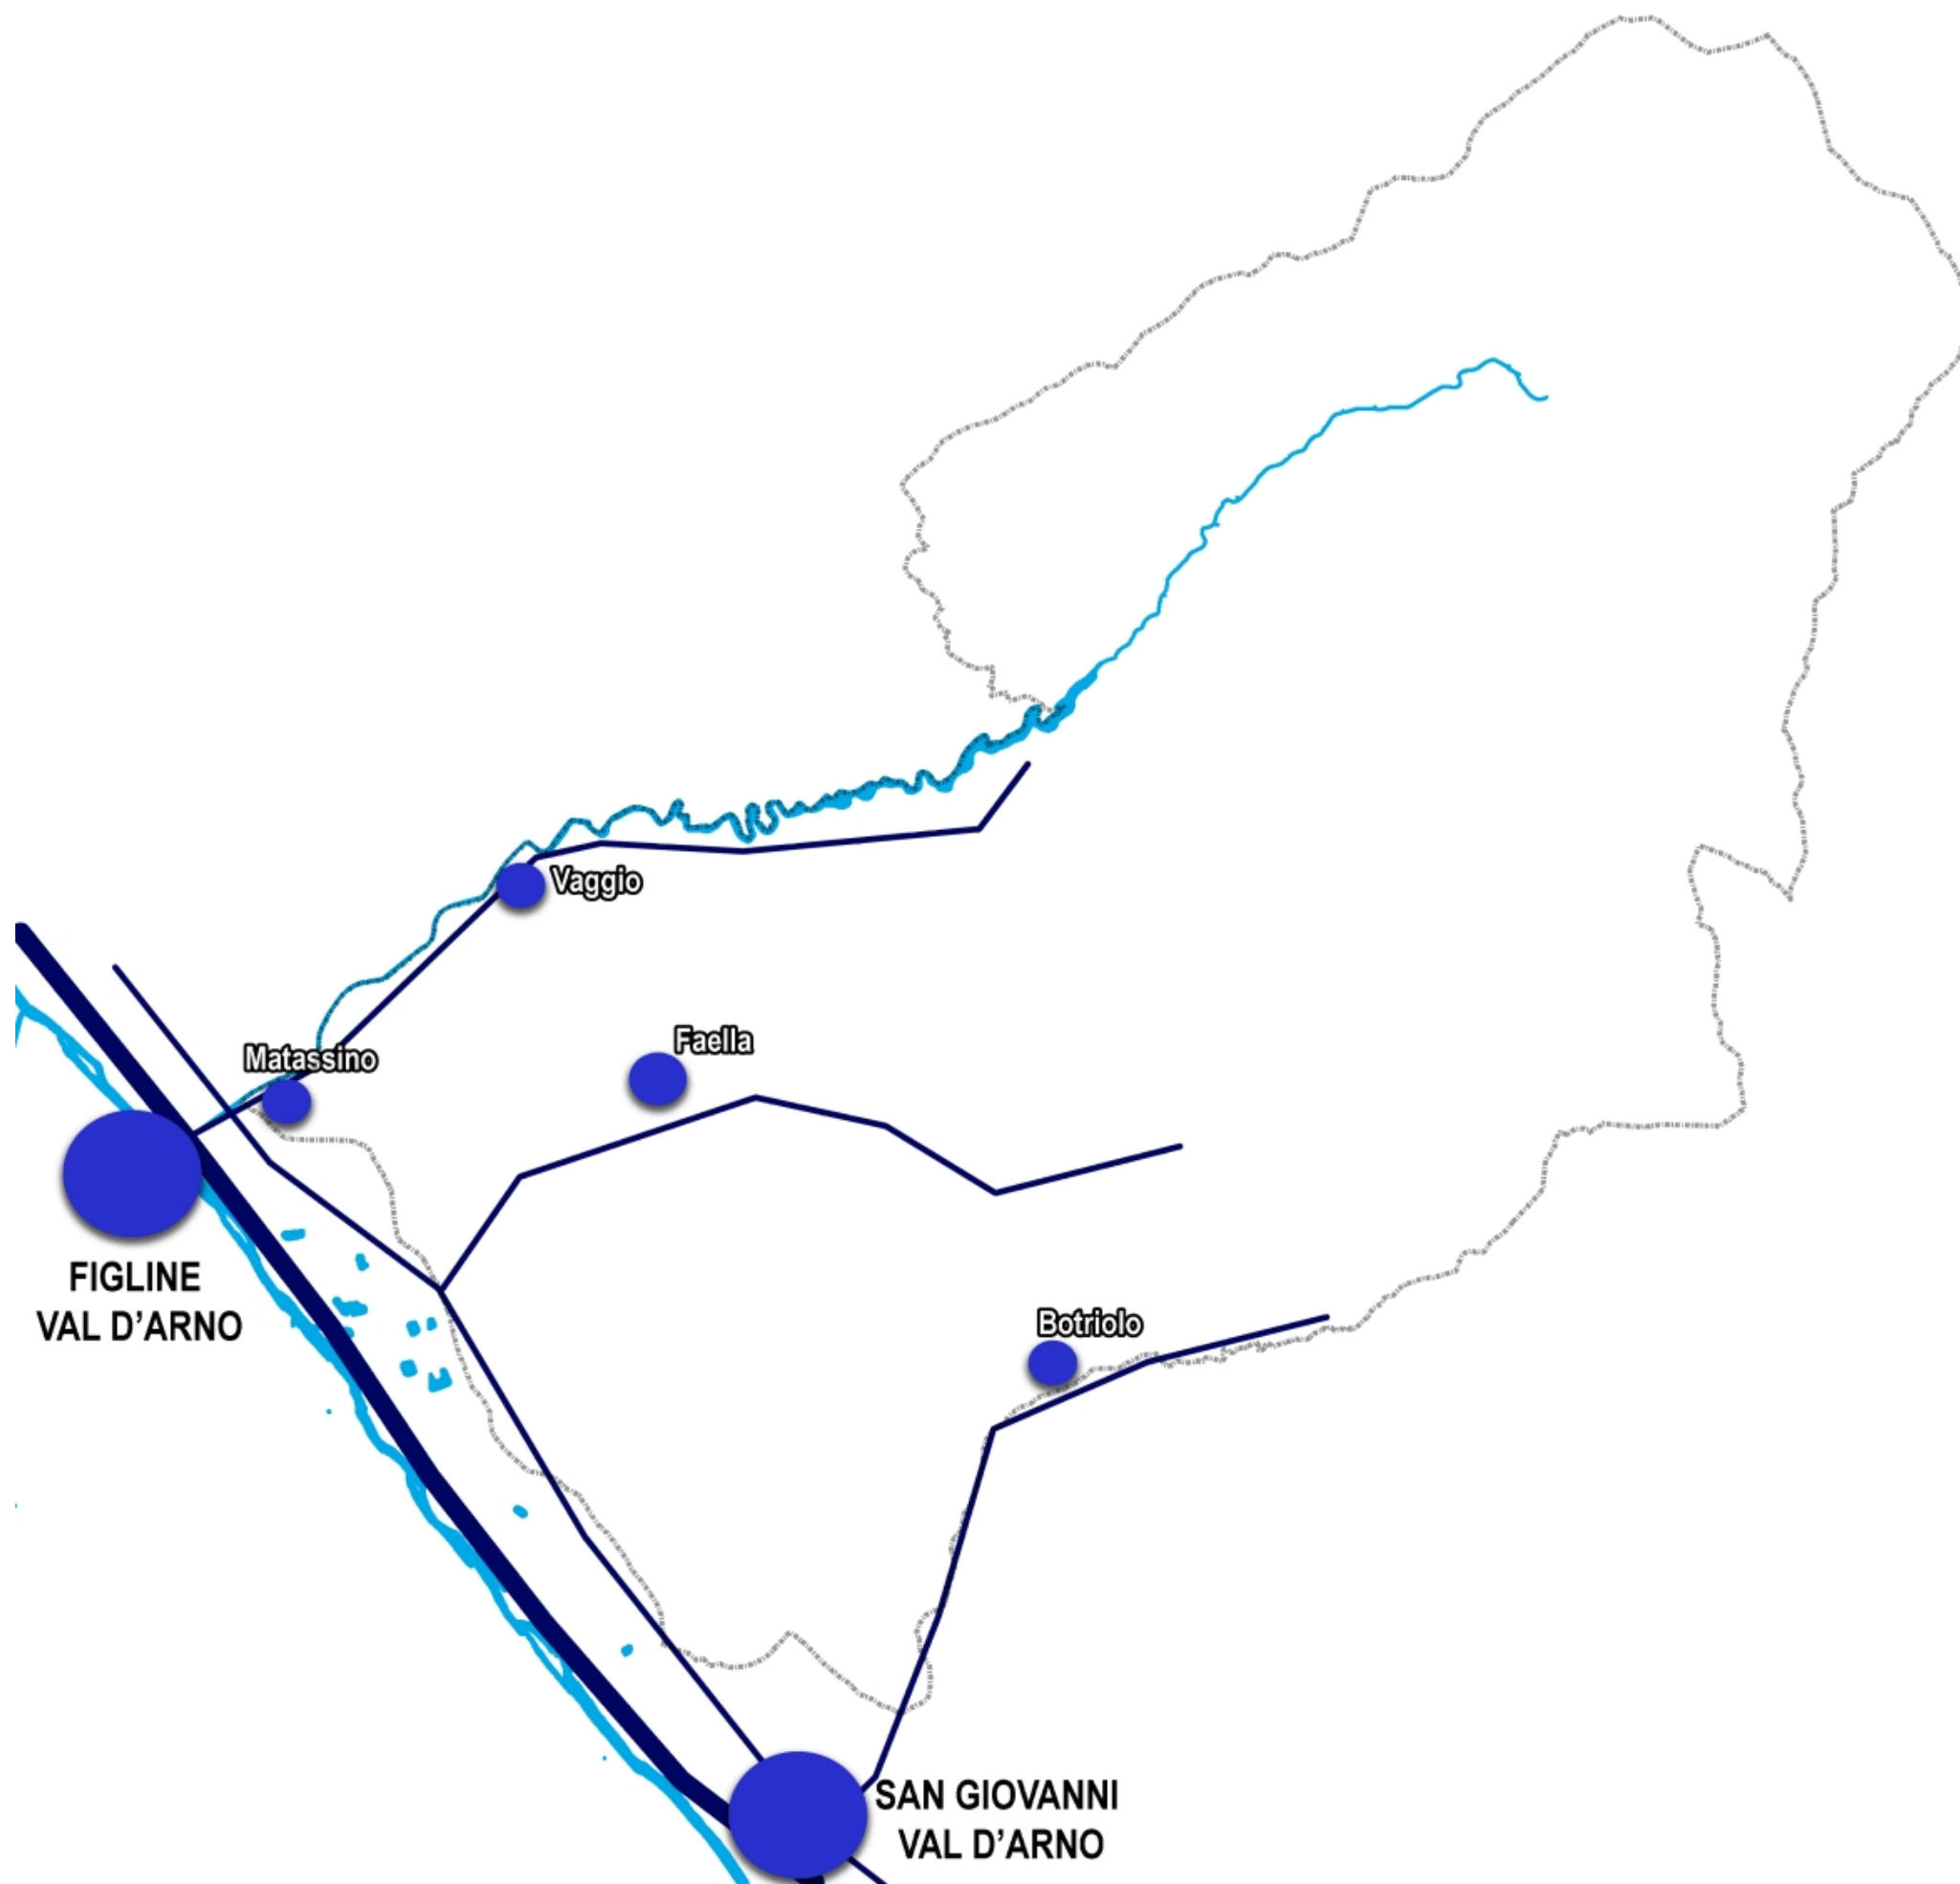 Vaggio
Faella
Matassino
FIGLINE
VAL D'ARNO
Botriolo
SAN GIOVANNI
VAL D'ARNO